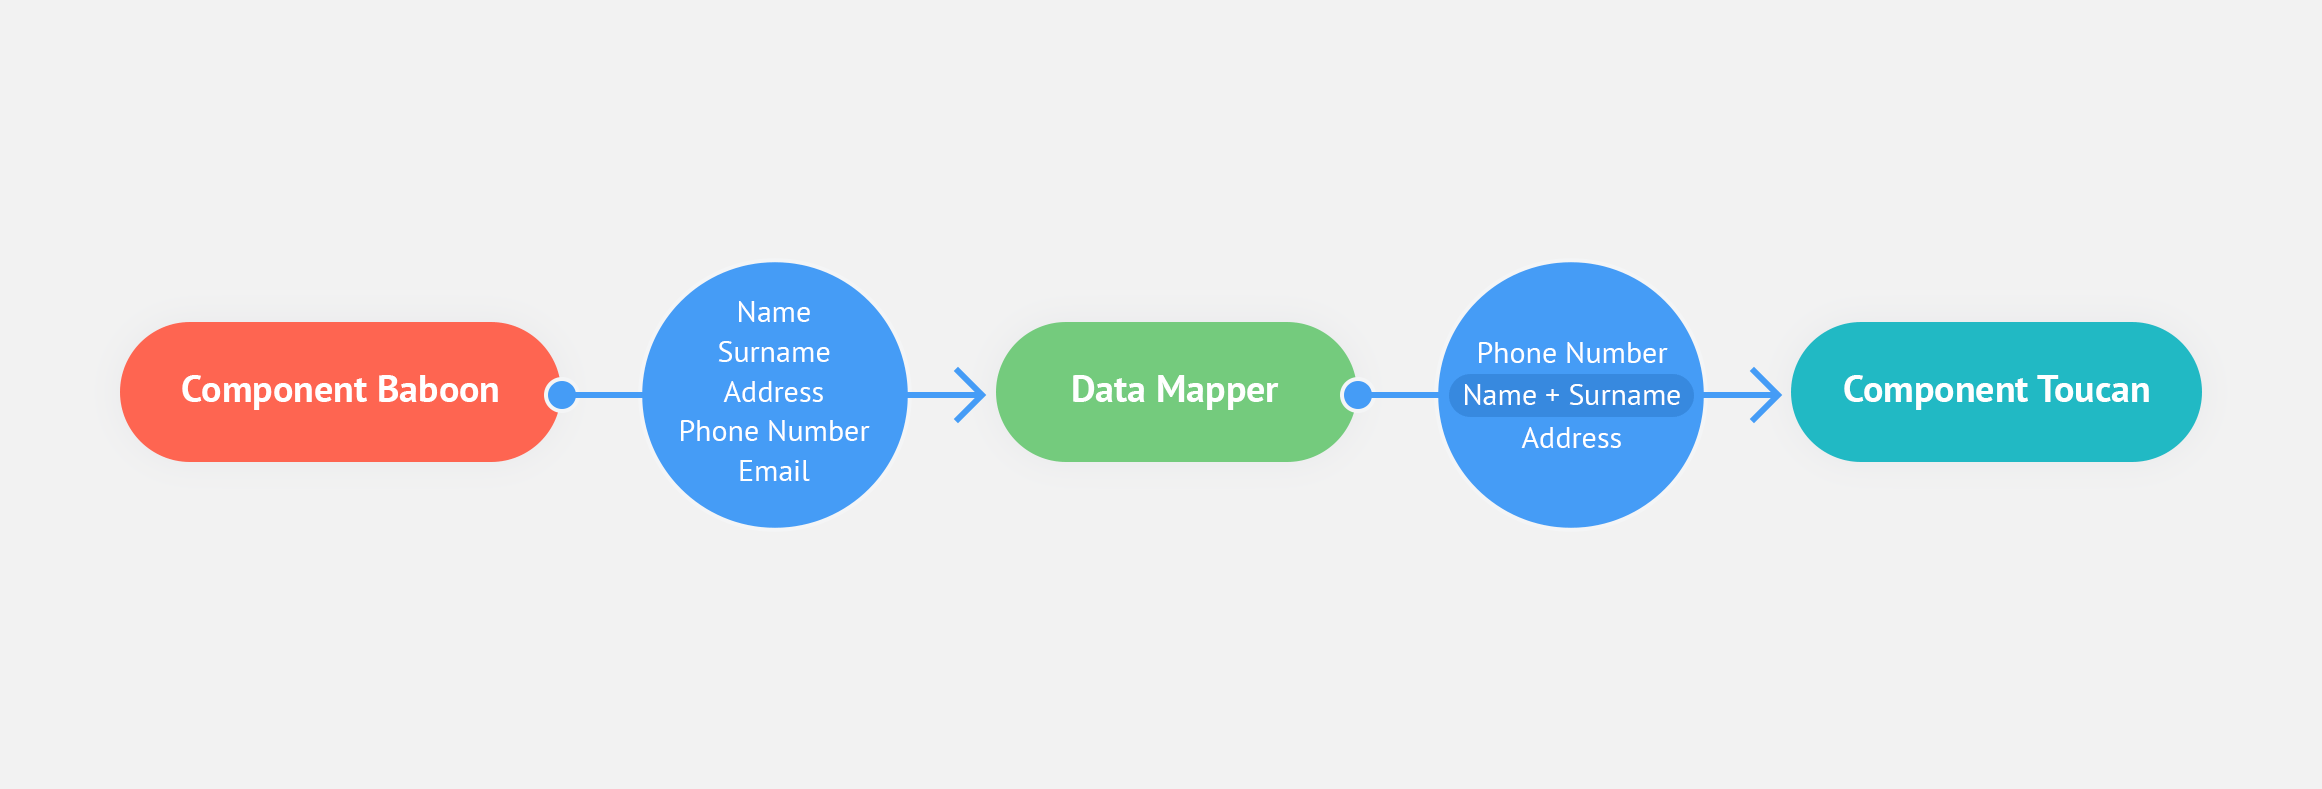 Component Baboon
Name
Surname
Address
Phone Number
Email
Data Mapper
Phone Number
Name + Surname
Address
Component Toucan